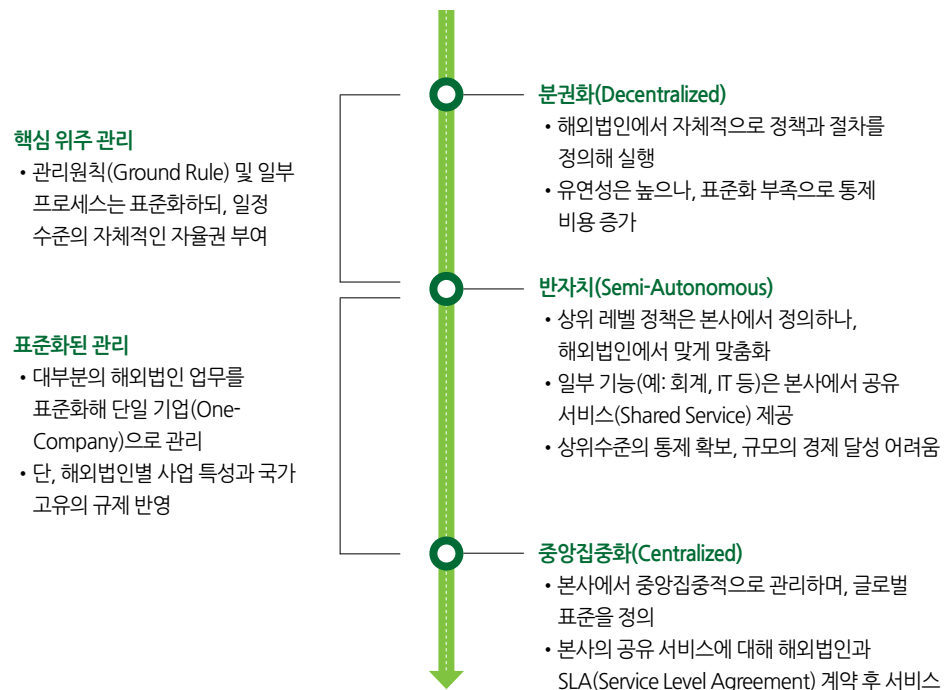 핵심 위주 관리
• 관리원칙(Ground Rule) 및 일부
프로세스는 표준화하되, 일정
수준의 자체적인 자율권 부여
표준화된 관리
• 대부분의 해외법인 업무를
표준화해 단일 기업(One-
Company)으로 관리
• 단, 해외법인별 사업 특성과 국가
고유의 규제 반영
분권화(Decentralized)
• 해외법인에서 자체적으로 정책과 절차를
정의해 실행
• 유연성은 높으나, 표준화 부족으로 통제
비용 증가
반자치(Semi-Autonomous)
• 상위 레벨 정책은 본사에서 정의하나,
해외법인에서 맞게 맞춤화
• 일부 기능(예: 회계, IT 등)은 본사에서 공유
서비스(Shared Service) 제공
• 상위수준의 통제 확보, 규모의 경제 달성 어려움
중앙집중화(Centralized)
• 본사에서 중앙집중적으로 관리하며, 글로벌
표준을 정의
• 본사의 공유 서비스에 대해 해외법인과
SLA(Service Level Agreement) 계약 후 서비스